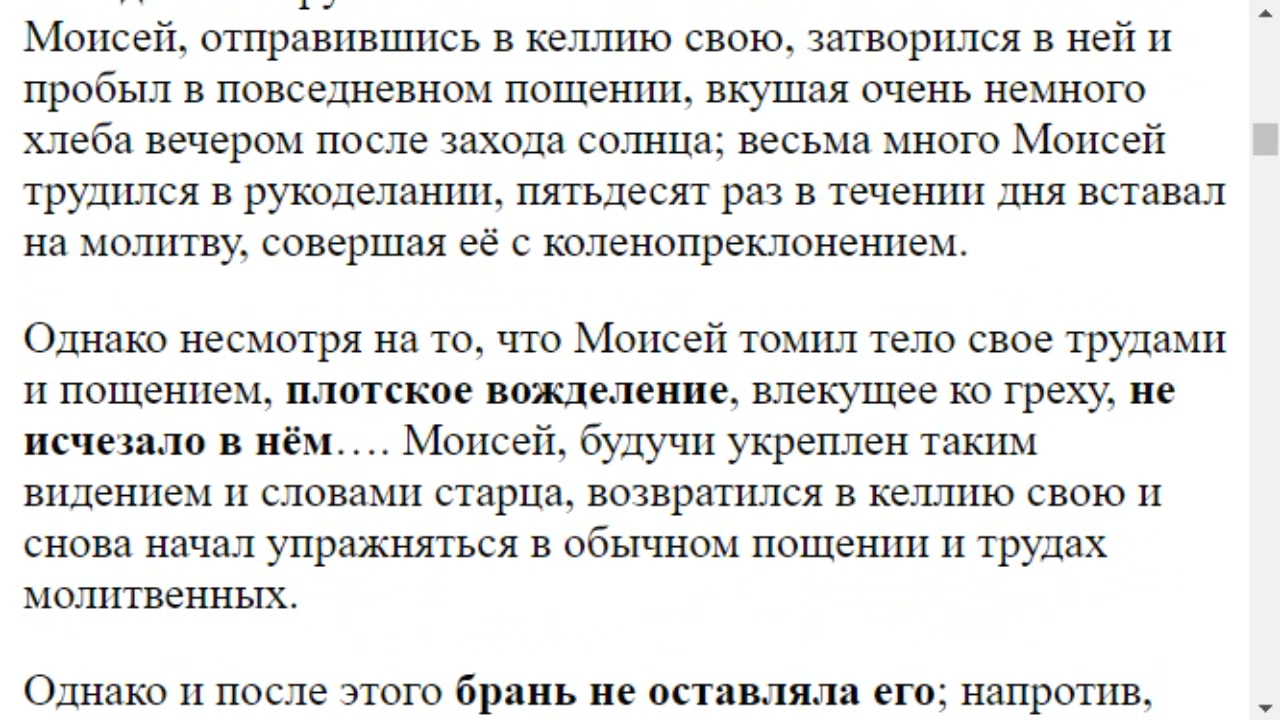 Моисей, отправившись в келлию свою, затворился в ней и
пробыл в повседневном пощении, вкушая очень немного
хлеба вечером после захода солнца; весьма много Моисей
трудился в рукоделании, пятьдесят раз в течении дня вставал
на молитву, совершая её с коленопреклонением.
Однако несмотря на то, что Моисей томил тело свое трудами
и пощением, плотское вожделение, влекущее ко греху, не
исчезало в нём…. Моисей, будучи укреплен таким
видением и словами старца, возвратился в келлию свою и
снова начал упражняться в обычном пощении и трудах
молитвенных.
Однако и после этого брань не оставляла его; напротив,